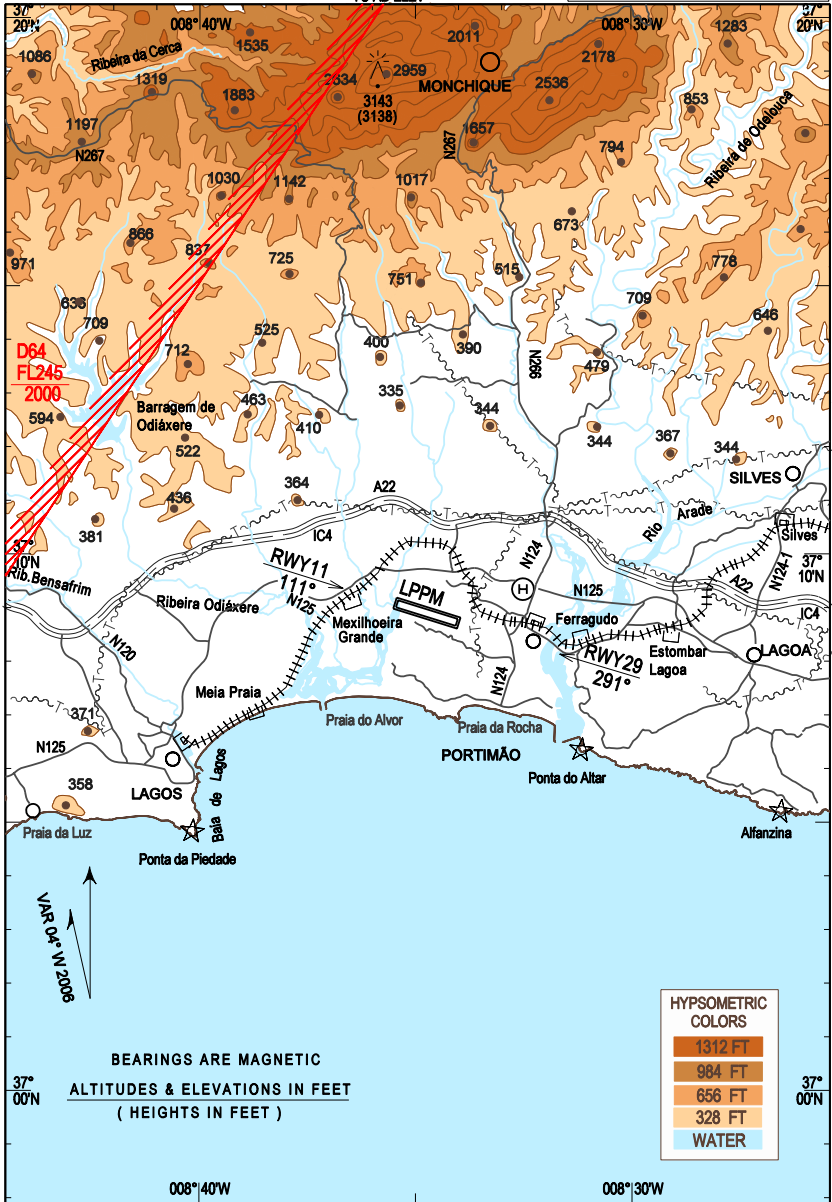 37°
20'N
008° 40'W
008° 30'W
37°
20'N
1086
Ribeira da Cerca
1535
2011
1283
2178
1319
2634
2959
MONCHIQUE
1883
3143
(3138)
2536
853
1197
N267
1657
N267
794
Ribeira de Odelouca
1030
1142
1017
673
866
837
971
725
751
515
778
636
709
709
646
525
400
390
N266
D64
FL245
2000
712
479
594
Barragem de
Odiáxere
463
335
410
344
522
344
367
344
SILVES
364
A22
436
381
Rio
Arade
37°
10'N
IC4
Silves
N124
37°
10'N
RWY11
111°
N125
LPPM
H
N125
A22
N124-1
Rib.Bensafrim
Ribeira Odiáxere
Mexilhoeira
Grande
Ferragudo
IC4
N120
RWY29
291°
Estombar
Lagoa
LAGOA
N124
Meia Praia
371
Praia do Alvor
Praia da Rocha
N125
PORTIMÃO
358
LAGOS
Baia de Lagos
Ponta do Altar
Praia da Luz
Alfanzina
Ponta da Piedade
VAR 04° W 2006
HYPSOMETRIC
COLORS
1312 FT
984 FT
656 FT
328 FT
WATER
BEARINGS ARE MAGNETIC
ALTITUDES & ELEVATIONS IN FEET
( HEIGHTS IN FEET )
37°
00'N
37°
00'N
008° 40'W
008° 30'W